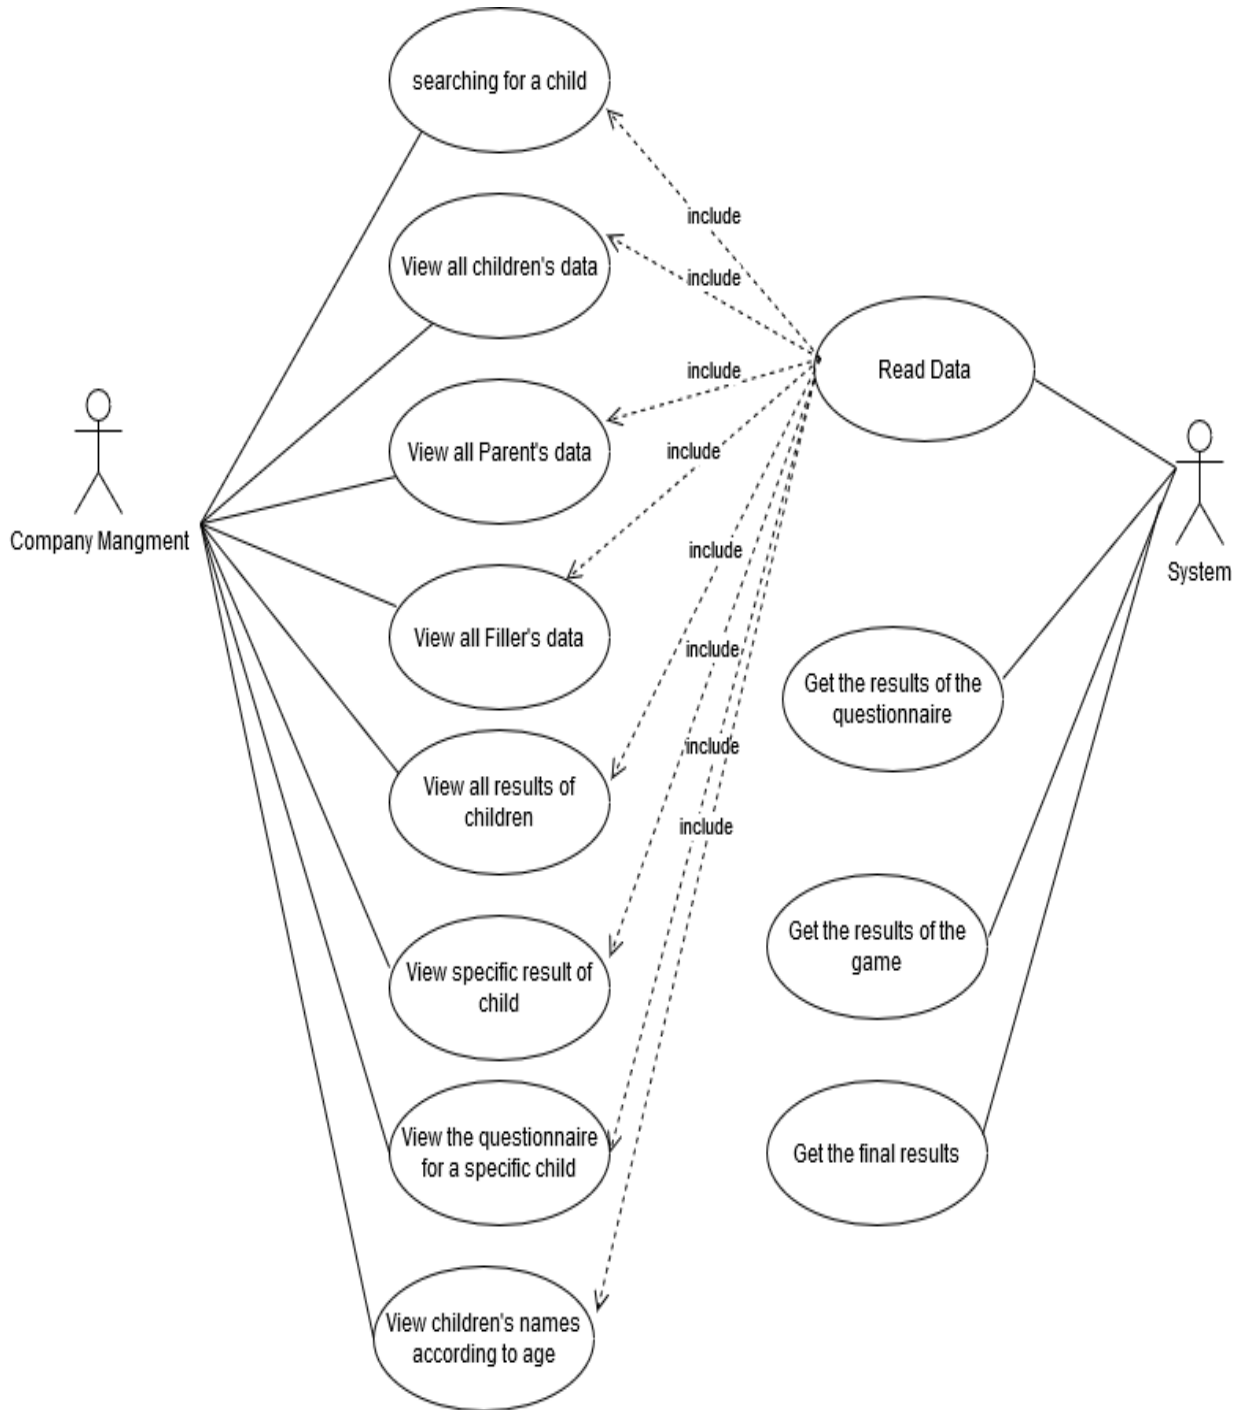 searching for a child
include
View all children's data
include
Read Data
include
View all Parent's data
include
Company Mangment
System
include
View all Filler's data
include
Get the results of the
questionnaire
include
View all results of
children
include
Get the results of the
game
View specific result of
child
View the questionnaire
for a specific child
Get the final results
View children's names
according to age